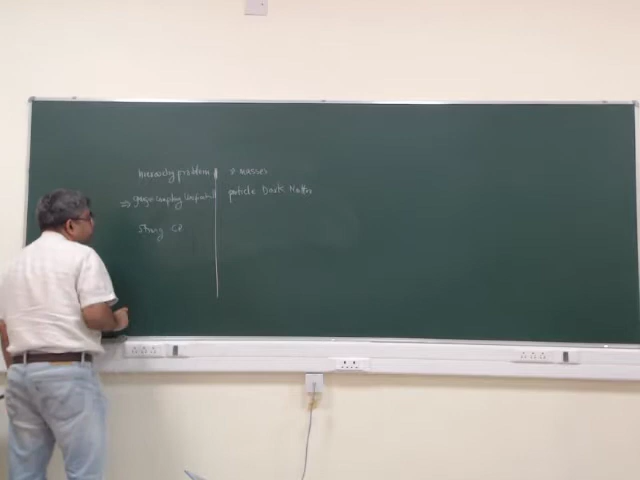 hierarchy problem
ν masses
⇒ gauge coupling Unification
particle Dark Matter
Strong CP